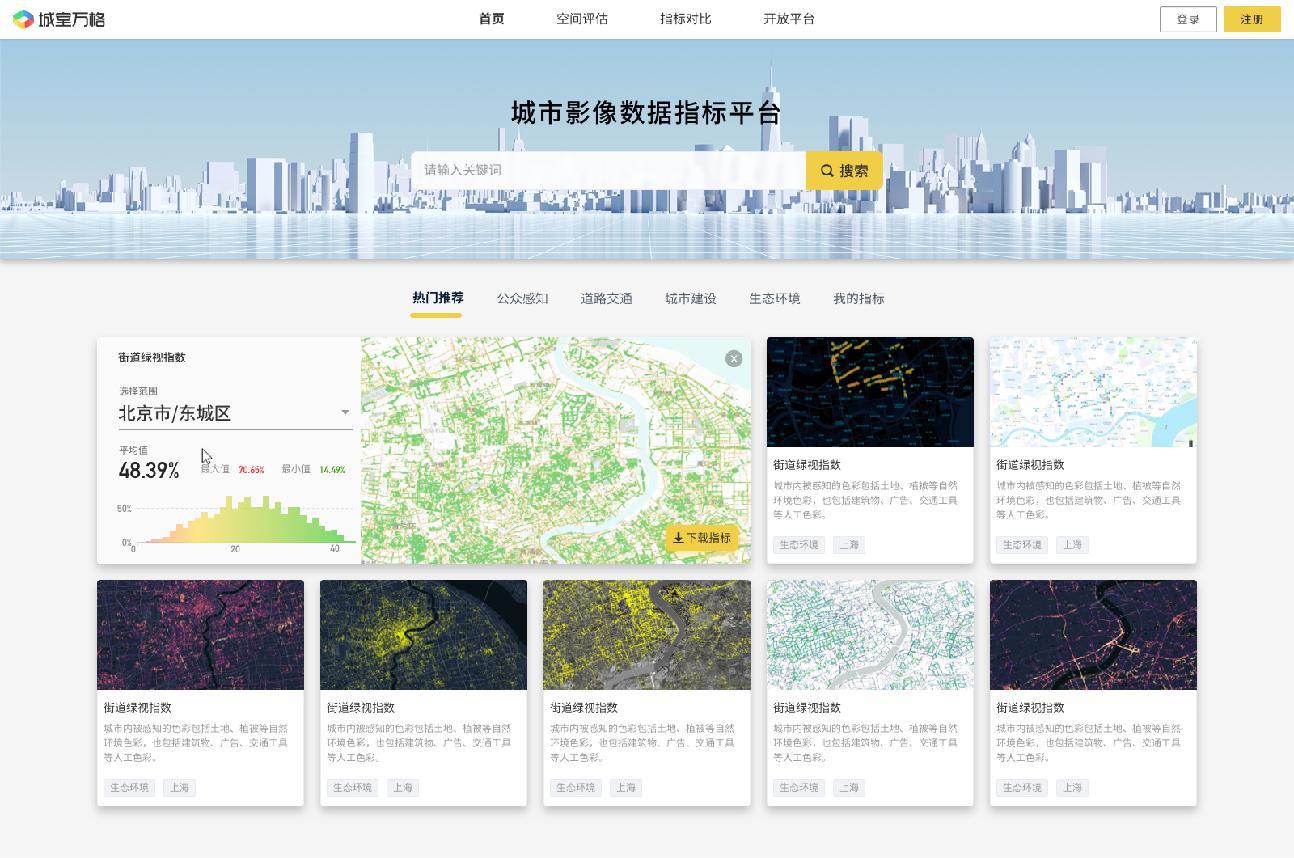 城室万格
首页 空间评估 指标对比 开放平台
登录 注册
城市影像数据指标平台
请输入关键词
搜索
热门推荐 公众感知 道路交通 城市建设 生态环境 我的指标
街道绿视指数
选择范围
北京市/东城区
平均值
48.39% 最大值 70.65% 最小值 14.49%
50%
0%
0 20 40
下载指标
街道绿视指数
城市内被感知的色彩包括土地、植被等自然
环境色彩，也包括建筑物、广告、交通工具
等人工色彩。
生态环境 上海
街道绿视指数
城市内被感知的色彩包括土地、植被等自然
环境色彩，也包括建筑物、广告、交通工具
等人工色彩。
生态环境 上海
街道绿视指数
城市内被感知的色彩包括土地、植被等自然
环境色彩，也包括建筑物、广告、交通工具
等人工色彩。
生态环境 上海
街道绿视指数
城市内被感知的色彩包括土地、植被等自然
环境色彩，也包括建筑物、广告、交通工具
等人工色彩。
生态环境 上海
街道绿视指数
城市内被感知的色彩包括土地、植被等自然
环境色彩，也包括建筑物、广告、交通工具
等人工色彩。
生态环境 上海
街道绿视指数
城市内被感知的色彩包括土地、植被等自然
环境色彩，也包括建筑物、广告、交通工具
等人工色彩。
生态环境 上海
街道绿视指数
城市内被感知的色彩包括土地、植被等自然
环境色彩，也包括建筑物、广告、交通工具
等人工色彩。
生态环境 上海